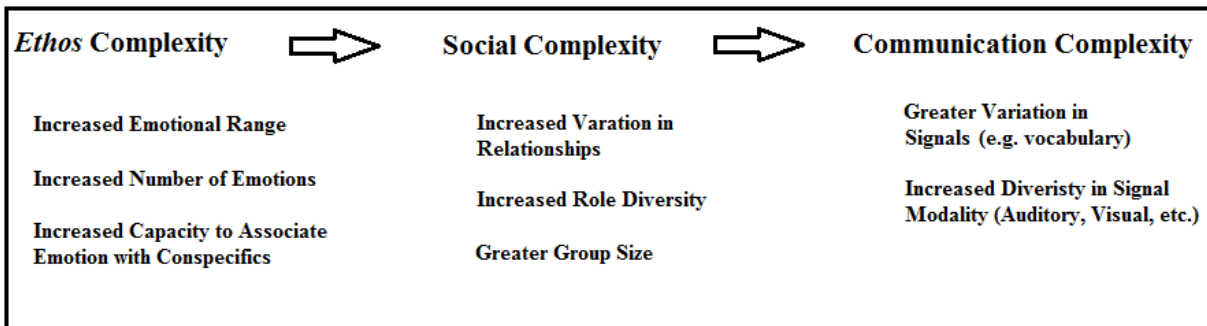 Ethos Complexity
Social Complexity
Communication Complexity
Increased Emotional Range
Increased Number of Emotions
Increased Capacity to Associate
Emotion with Conspecifics
Increased Varation in
Relationships
Increased Role Diversity
Greater Group Size
Greater Variation in
Signals (e.g. vocabulary)
Increased Diveristy in Signal
Modality (Auditory, Visual, etc.)